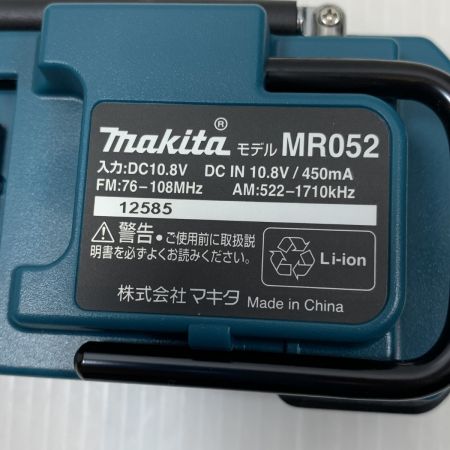 makita® モデル MR052
入力:DC10.8V DC IN 10.8V / 450mA
FM:76-108MHz AM:522-1710kHz
12585
⚠警告・ご使用前に取扱説
明書を必ずよくお読みください。
Li-ion
株式会社 マキタ Made in China